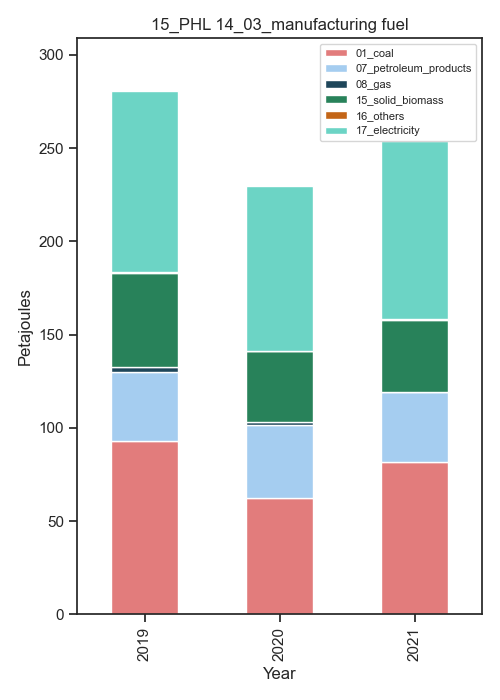 15_PHL 14_03_manufacturing fuel
300
250
200
150
100
50
0
Petajoules
01_coal
07_petroleum_products
08_gas
15_solid_biomass
16_others
17_electricity
2019
2020
2021
Year